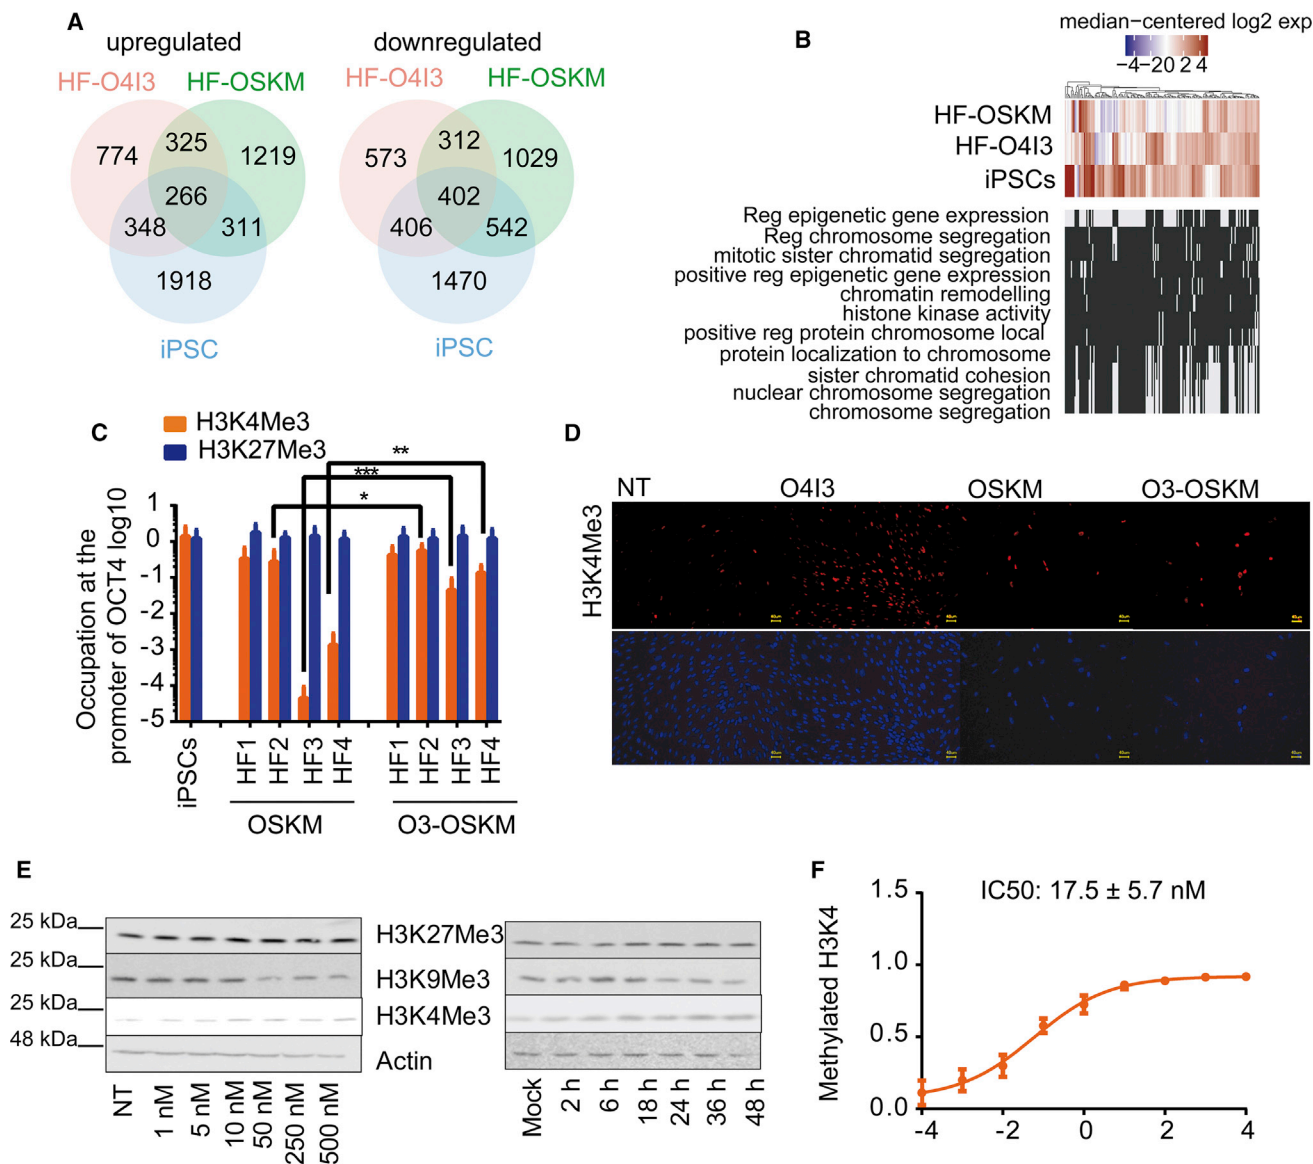 A
upregulated
downregulated
HF-O4I3
HF-OSKM
HF-O4I3
HF-OSKM
774
325
1219
266
348
311
1918
iPSC
573
312
1029
402
406
542
1470
iPSC
B
median-centered log2 exp
-4-20 2 4
HF-OSKM
HF-O4I3
iPSCs
Reg epigenetic gene expression
Reg chromosome segregation
mitotic sister chromatid segregation
positive reg epigenetic gene expression
chromatin remodelling
histone kinase activity
positive reg protein chromosome local
protein localization to chromosome
sister chromatid cohesion
nuclear chromosome segregation
chromosome segregation
C
H3K4Me3
H3K27Me3
Occupation at the
promoter of OCT4 log10
1
0
-1
-2
-3
-4
-5
*
***
**
iPSCs
HF1
HF2
HF3
HF4
HF1
HF2
HF3
HF4
OSKM
O3-OSKM
D
NT
O4I3
OSKM
O3-OSKM
H3K4Me3
40µm
40µm
40µm
40µm
40µm
40µm
40µm
40µm
E
25 kDa
25 kDa
25 kDa
48 kDa
H3K27Me3
H3K9Me3
H3K4Me3
Actin
NT
1 nM
5 nM
10 nM
50 nM
250 nM
500 nM
Mock
2 h
6 h
18 h
24 h
36 h
48 h
F
IC50: 17.5 ± 5.7 nM
Methylated H3K4
1.5
1.0
0.5
0.0
-4
-2
0
2
4